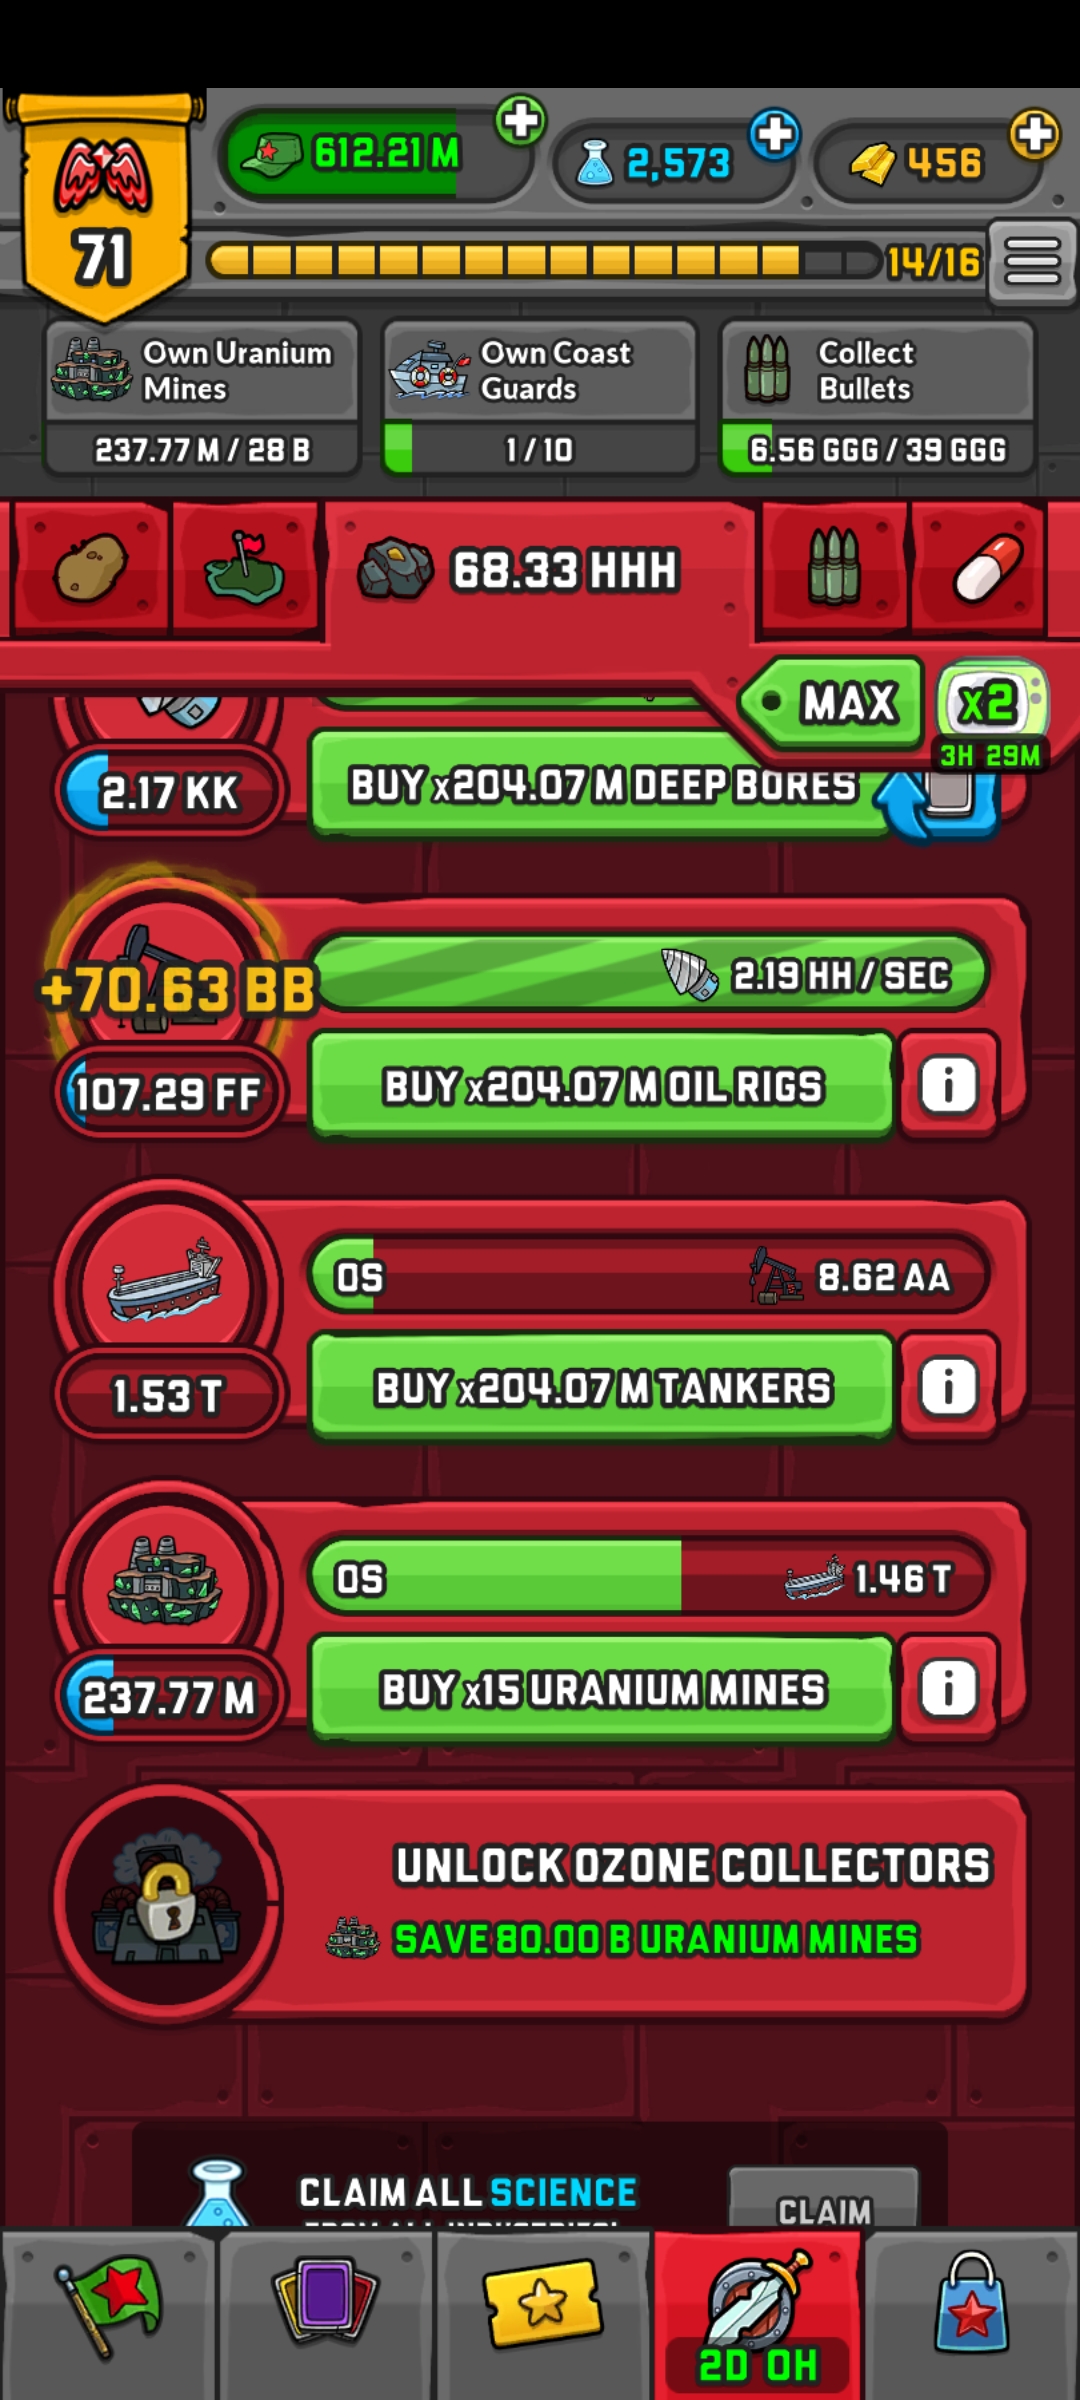 612.21 M
2,573
456
71
14/16
Own Uranium
Mines
237.77 M / 28 B
Own Coast
Guards
1 / 10
Collect
Bullets
6.56 GGG / 39 GGG
68.33 HHH
MAX
x2
3H 29M
2.17 KK
BUY x204.07 M DEEP BORES
+70.63 BB
2.19 HH / SEC
107.29 FF
BUY x204.07 M OIL RIGS
i
0S
8.62 AA
1.53 T
BUY x204.07 M TANKERS
i
0S
1.46 T
237.77 M
BUY x15 URANIUM MINES
i
UNLOCK OZONE COLLECTORS
SAVE 80.00 B URANIUM MINES
CLAIM ALL SCIENCE
CLAIM
2D 0H